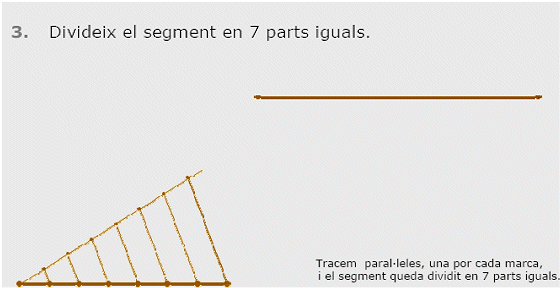 3. Divideix el segment en 7 parts iguals.
Tracem paral·leles, una por cada marca,
i el segment queda dividit en 7 parts iguals.